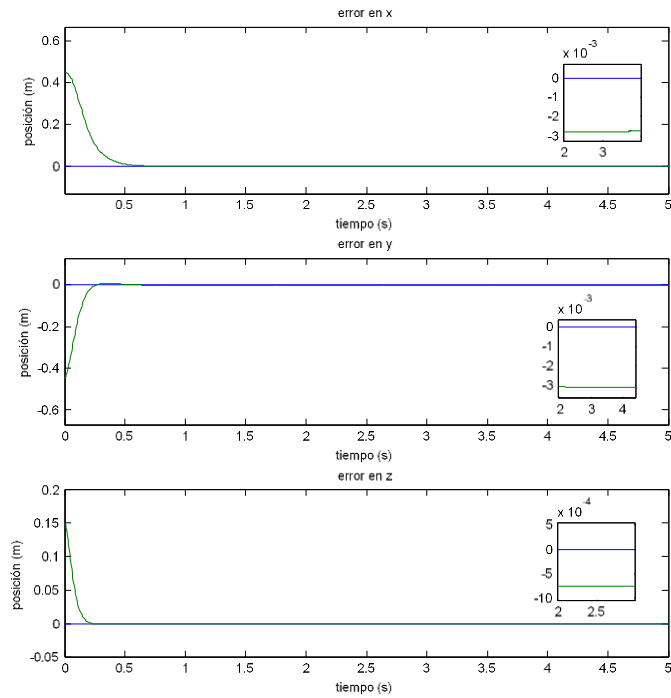 error en x
0.6
0.4
0.2
0
posición (m)
x 10-3
0
-1
-2
-3
2 3
0.5 1 1.5 2 2.5 3 3.5 4 4.5 5
tiempo (s)
error en y
0
-0.2
-0.4
-0.6
posición (m)
x 10-3
0
-1
-2
-3
2 3 4
0 0.5 1 1.5 2 2.5 3 3.5 4 4.5 5
tiempo (s)
error en z
0.2
0.15
0.1
0.05
0
-0.05
posición (m)
x 10-4
5
0
-5
-10
2 2.5
0 0.5 1 1.5 2 2.5 3 3.5 4 4.5 5
tiempo (s)